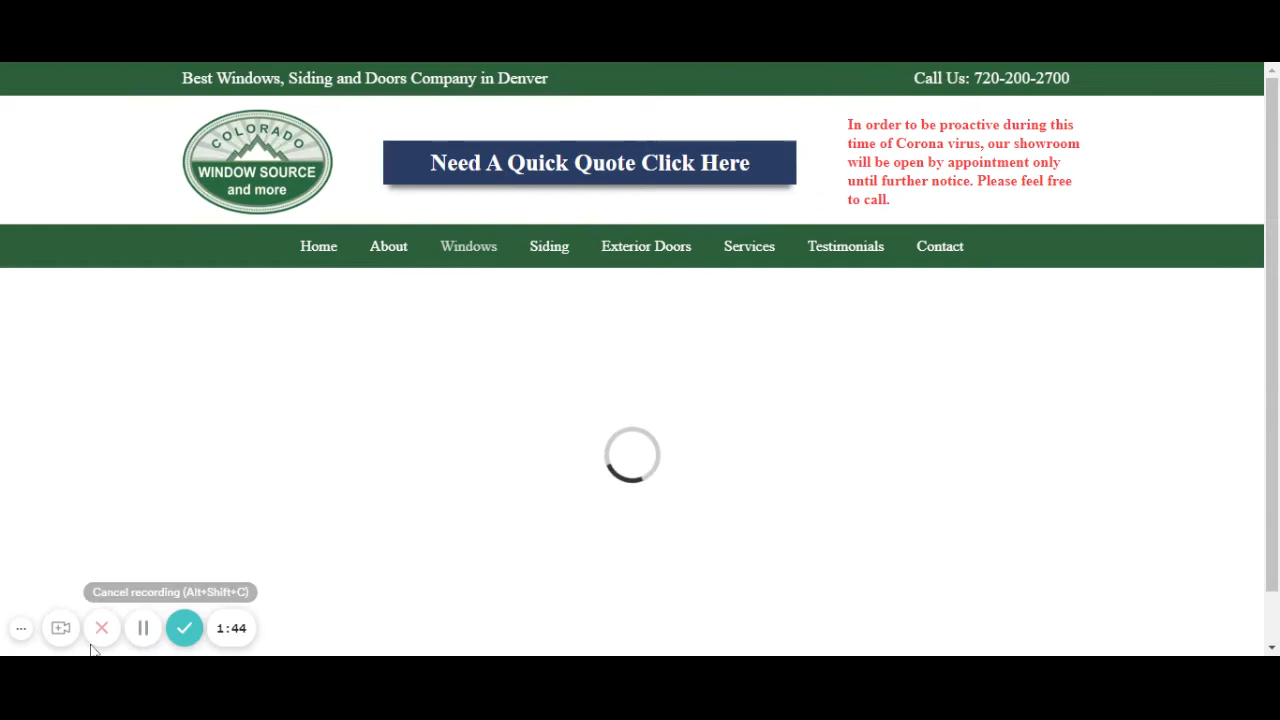 Best Windows, Siding and Doors Company in Denver
Call Us: 720-200-2700
COLORADO
WINDOW SOURCE
and more
Need A Quick Quote Click Here
In order to be proactive during this
time of Corona virus, our showroom
will be open by appointment only
until further notice. Please feel free
to call.
Home About Windows Siding Exterior Doors Services Testimonials Contact
Cancel recording (Alt+Shift+C)
1:44